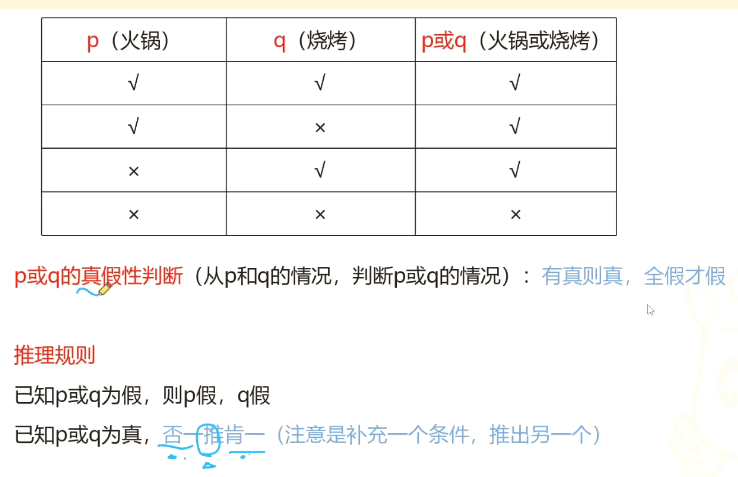 p（火锅） q（烧烤） p或q（火锅或烧烤）
√ √ √
√ × √
× √ √
× × ×
p或q的真假性判断（从p和q的情况，判断p或q的情况）：有真则真，全假才假
推理规则
已知p或q为假，则p假，q假
已知p或q为真，否一推肯一（注意是补充一个条件，推出另一个）